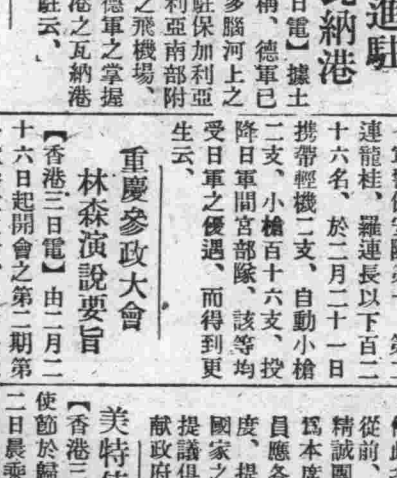 進駐
瓦納港
日電】據土
稱、德軍已
多腦河上之
駐保加利亞
利亞南部附
之飛機場、
德軍之掌握
港之瓦納港
駐云、
連龍桂、羅連長以下百二
十六名、於二月二十一日
携帶輕機二支、自動小槍
二支、小槍百十六支、投
降日軍間宮部隊、該等均
受日軍之優遇、而得到更
生云、
重慶參政大會
林森演說要旨
【香港三日電】由二月二
十六日起開會之第二期第
從前、
精誠團
爲本席
員應各
度、提
國家之
提議俱
獻政府
美特使
【香港三
使節於歸
二日晨乘